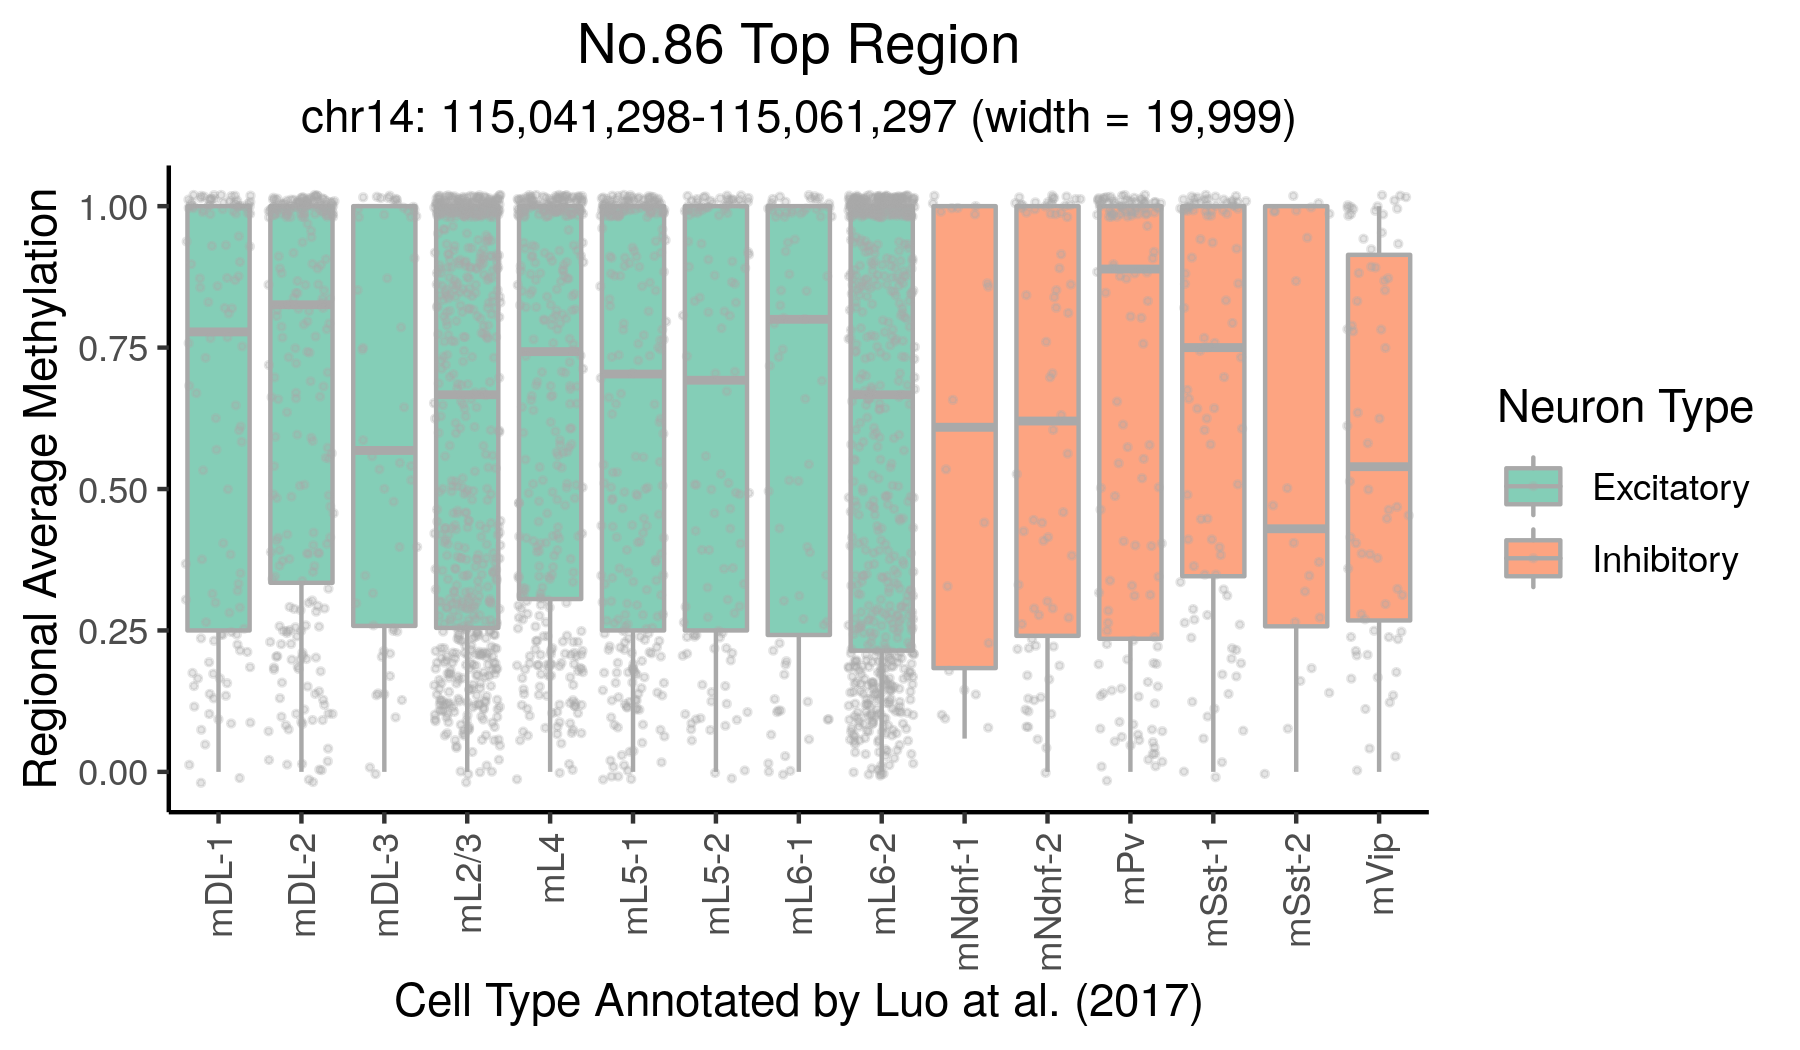 No.86 Top Region
chr14: 115,041,298-115,061,297 (width = 19,999)
Regional Average Methylation
1.00
0.75
0.50
0.25
0.00
mDL-1
mDL-2
mDL-3
mL2/3
mL4
mL5-1
mL5-2
mL6-1
mL6-2
mNdnf-1
mNdnf-2
mPv
mSst-1
mSst-2
mVip
Cell Type Annotated by Luo at al. (2017)
Neuron Type
Excitatory
Inhibitory